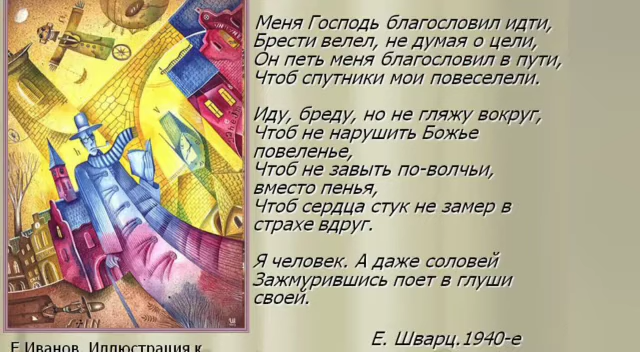 Меня Господь благословил идти,
Брести велел, не думая о цели,
Он петь меня благословил в пути,
Чтоб спутники мои повеселели.
Иду, бреду, но не гляжу вокруг,
Чтоб не нарушить Божье
повеленье,
Чтоб не завыть по-волчьи,
вместо пенья,
Чтоб сердца стук не замер в
страхе вдруг.
Я человек. А даже соловей
Зажмурившись поет в глуши
своей.
Е. Шварц.1940-е
Е.Иванов. Иллюстрация к